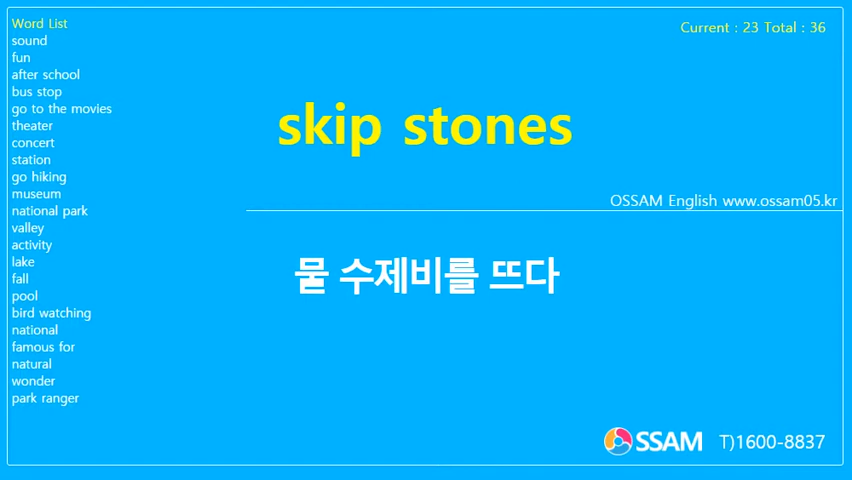 Word List
sound
fun
after school
bus stop
go to the movies
theater
concert
station
go hiking
museum
national park
valley
activity
lake
fall
pool
bird watching
national
famous for
natural
wonder
park ranger
Current : 23 Total : 36
skip stones
OSSAM English www.ossam05.kr
묻 수제비를 뜨다
OSSAM T)1600-8837